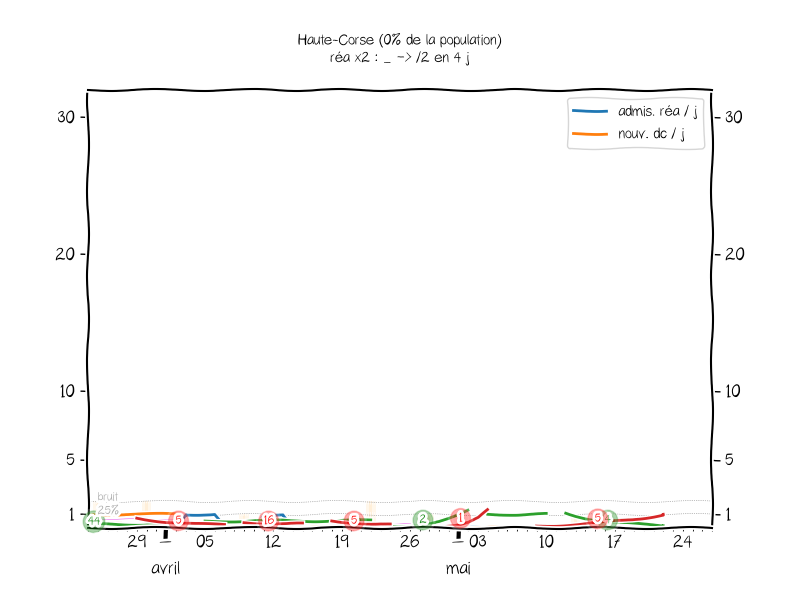 Haute-Corse (0% de la population)
réa x2 : _ -> /2 en 4 j
admis. réa / j
nouv. dc / j
30 30
20 20
10 10
5 5
bruit
25%
1 1
44 5 16 5 2 1 5
29 1 05 12 19 26 1 03 10 17 24
avril mai